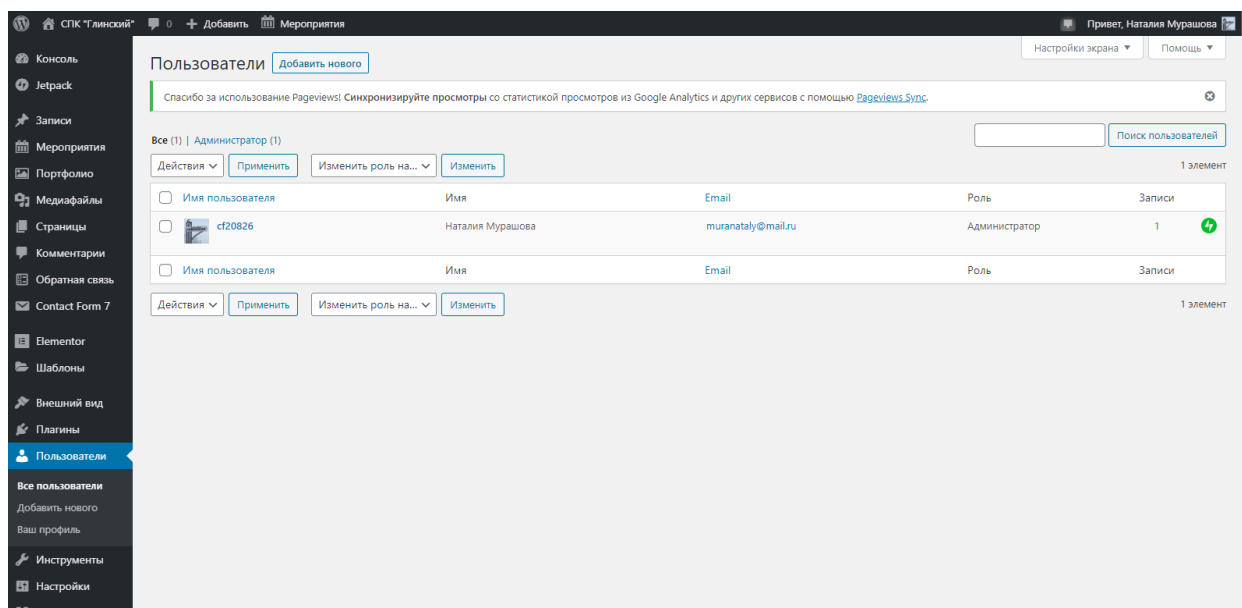 СПК "Глинский" 0 Добавить Мероприятия Привет, Наталия Мурашова
Настройки экрана ▼ Помощь ▼
Консоль
Jetpack
Записи
Мероприятия
Портфолио
Медиафайлы
Страницы
Комментарии
Обратная связь
Contact Form 7
Elementor
Шаблоны
Внешний вид
Плагины
Пользователи
Все пользователи
Добавить нового
Ваш профиль
Инструменты
Настройки
Пользователи Добавить нового
Спасибо за использование Pageviews! Синхронизируйте просмотры со статистикой просмотров из Google Analytics и других сервисов с помощью Pageviews Sync.
Все (1) | Администратор (1) Поиск пользователей
Действия Применить Изменить роль на... Изменить 1 элемент
Имя пользователя Имя Email Роль Записи
cf20826 Наталия Мурашова muranataly@mail.ru Администратор 1
Имя пользователя Имя Email Роль Записи
Действия Применить Изменить роль на... Изменить 1 элемент